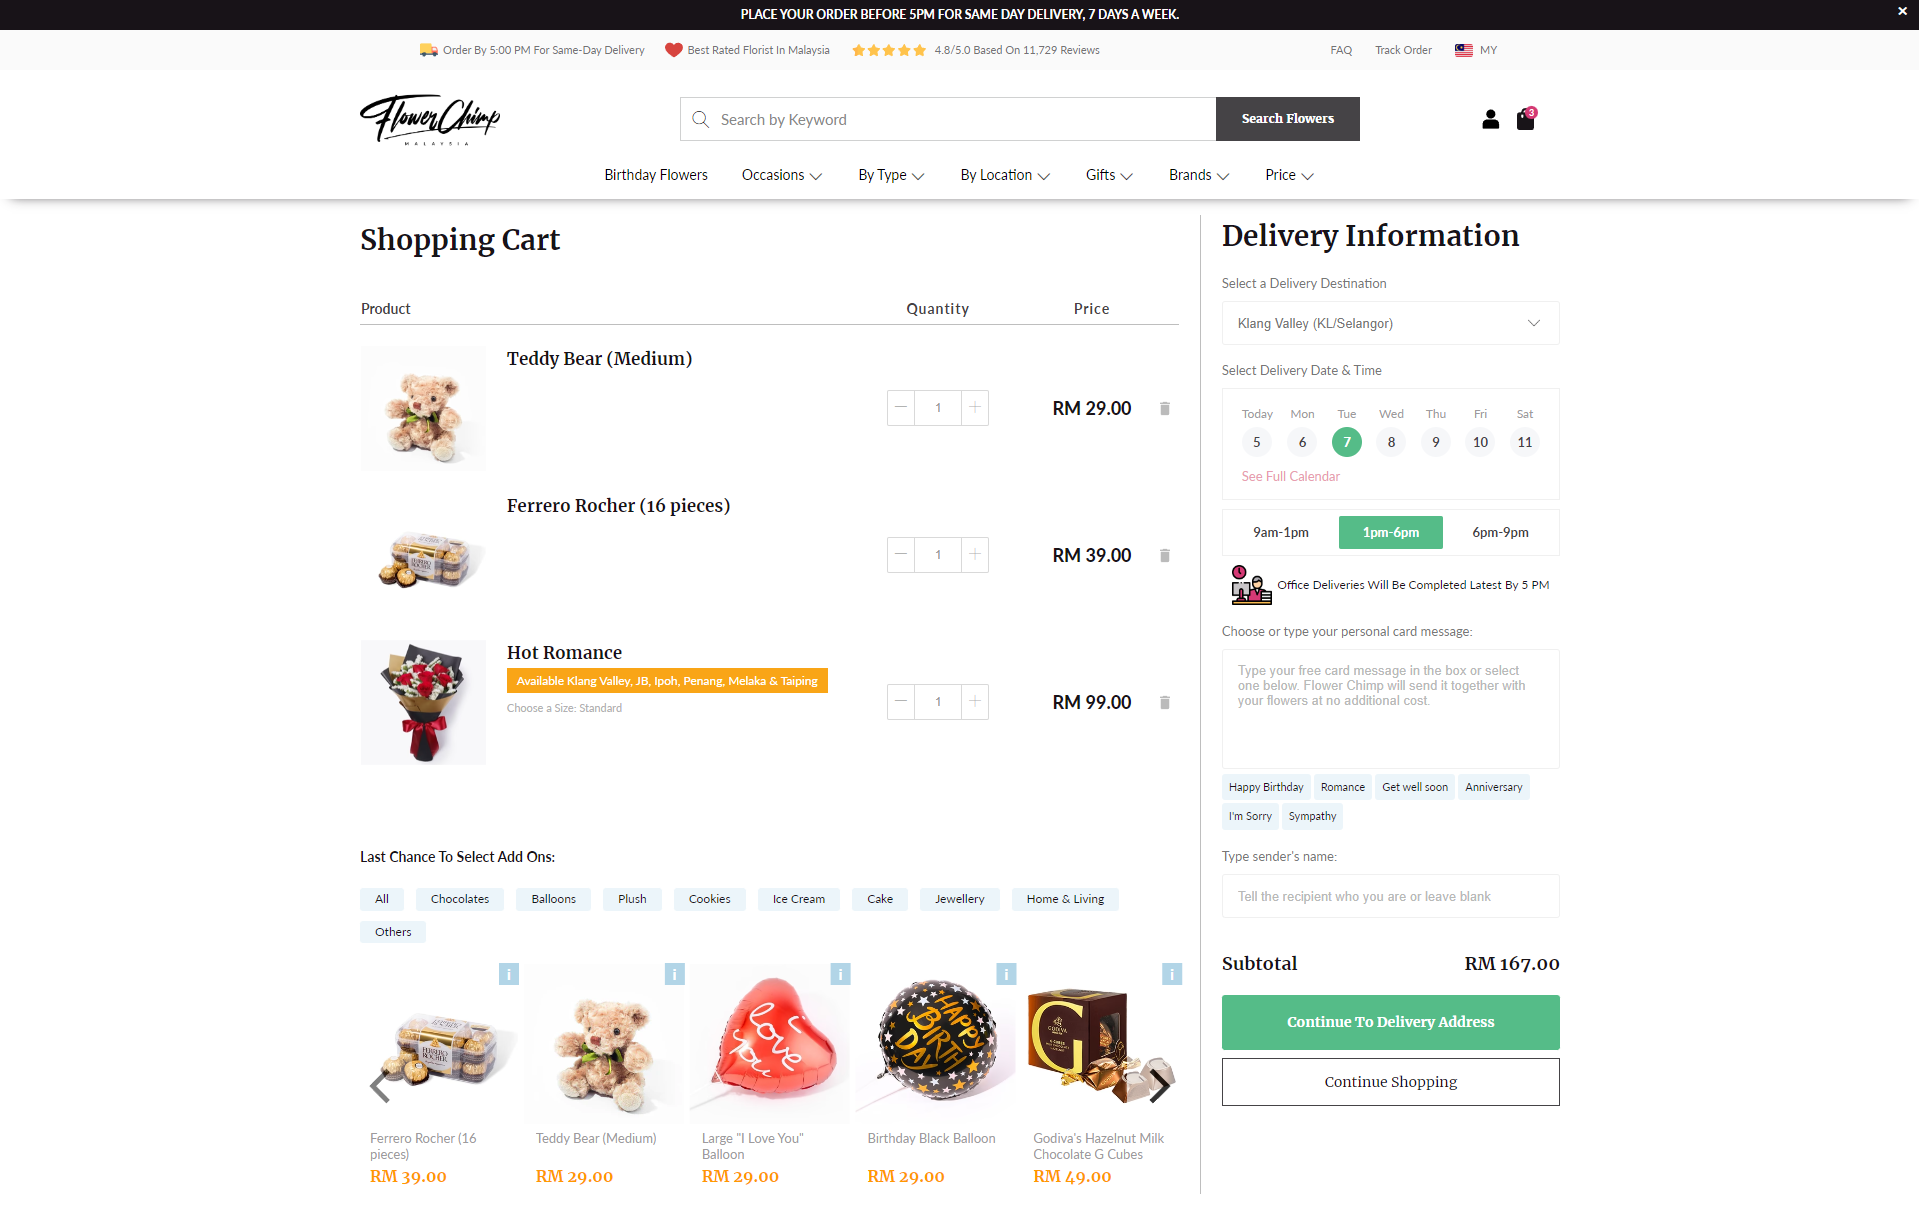 PLACE YOUR ORDER BEFORE 5PM FOR SAME DAY DELIVERY, 7 DAYS A WEEK.
Order By 5:00 PM For Same-Day Delivery
Best Rated Florist In Malaysia
4.8/5.0 Based On 11,729 Reviews
FAQ
Track Order
MY
Flower Chimp
MALAYSIA
Search by Keyword
Search Flowers
3
Birthday Flowers
Occasions
By Type
By Location
Gifts
Brands
Price
Shopping Cart
Product
Quantity
Price
Teddy Bear (Medium)
1
RM 29.00
Ferrero Rocher (16 pieces)
FERRERO ROCHER
1
RM 39.00
Hot Romance
Available Klang Valley, JB, Ipoh, Penang, Melaka & Taiping
Choose a Size: Standard
1
RM 99.00
Last Chance To Select Add Ons:
All
Chocolates
Balloons
Plush
Cookies
Ice Cream
Cake
Jewellery
Home & Living
Others
i
i
i
i
i
FERRERO ROCHER
i love you
HAPPY BIRTHDAY
GODIVA
G
Ferrero Rocher (16
pieces)
RM 39.00
Teddy Bear (Medium)
RM 29.00
Large "I Love You"
Balloon
RM 29.00
Birthday Black Balloon
RM 29.00
Godiva's Hazelnut Milk
Chocolate G Cubes
RM 49.00
Delivery Information
Select a Delivery Destination
Klang Valley (KL/Selangor)
Select Delivery Date & Time
Today Mon Tue Wed Thu Fri Sat
5 6 7 8 9 10 11
See Full Calendar
9am-1pm
1pm-6pm
6pm-9pm
Office Deliveries Will Be Completed Latest By 5 PM
Choose or type your personal card message:
Type your free card message in the box or select
one below. Flower Chimp will send it together with
your flowers at no additional cost.
Happy Birthday
Romance
Get well soon
Anniversary
I'm Sorry
Sympathy
Type sender's name:
Tell the recipient who you are or leave blank
Subtotal
RM 167.00
Continue To Delivery Address
Continue Shopping